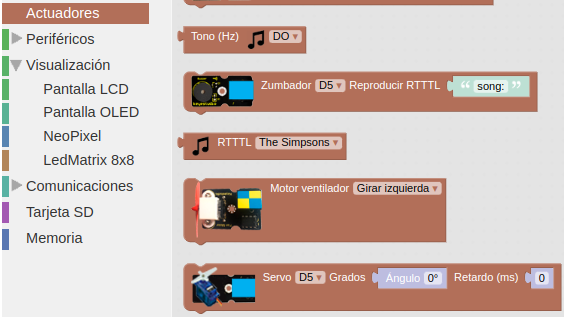 Actuadores
Periféricos
Visualización
Pantalla LCD
Pantalla OLED
NeoPixel
LedMatrix 8x8
Comunicaciones
Tarjeta SD
Memoria
Tono (Hz) DO
Zumbador D5 Reproducir RTTTL “ song: ”
RTTTL The Simpsons
Motor ventilador Girar izquierda
Servo D5 Grados Ángulo 0° Retardo (ms) 0